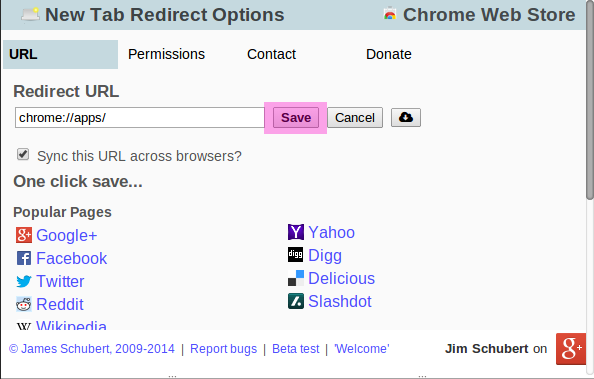 New Tab Redirect Options Chrome Web Store
URL Permissions Contact Donate
Redirect URL
chrome://apps/ Save Cancel
Sync this URL across browsers?
One click save...
Popular Pages
g+ Google+
f Facebook
Twitter
Reddit
W Wikipedia
Y Yahoo
digg Digg
Delicious
Slashdot
© James Schubert, 2009-2014 | Report bugs | Beta test | 'Welcome' Jim Schubert on g+